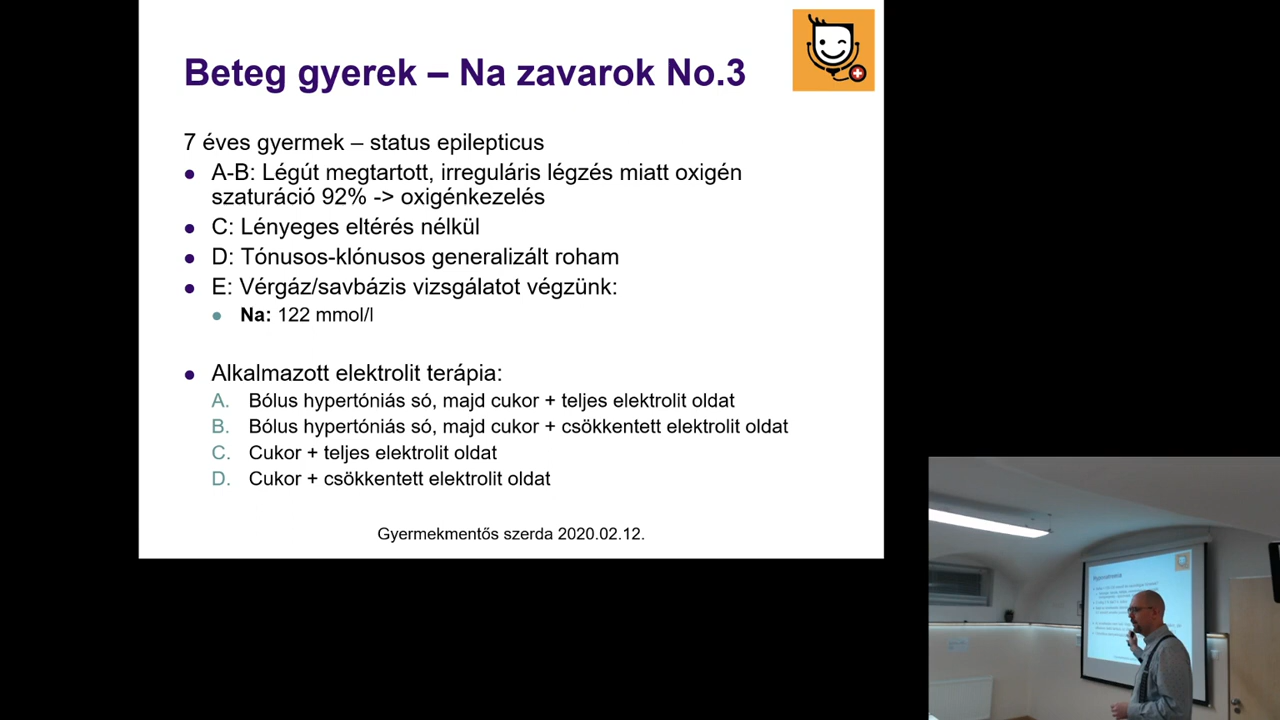 Beteg gyerek – Na zavarok No.3
7 éves gyermek – status epilepticus
A-B: Légút megtartott, irreguláris légzés miatt oxigén
szaturáció 92% -> oxigénkezelés
C: Lényeges eltérés nélkül
D: Tónusos-klónusos generalizált roham
E: Vérgáz/savbázis vizsgálatot végzünk:
Na: 122 mmol/l
Alkalmazott elektrolit terápia:
A. Bólus hypertóniás só, majd cukor + teljes elektrolit oldat
B. Bólus hypertóniás só, majd cukor + csökkentett elektrolit oldat
C. Cukor + teljes elektrolit oldat
D. Cukor + csökkentett elektrolit oldat
Gyermekmentős szerda 2020.02.12.